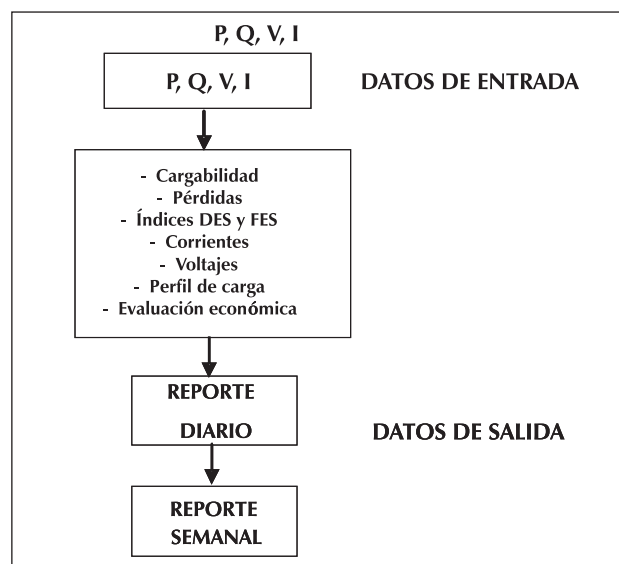 P, Q, V, I
P, Q, V, I
DATOS DE ENTRADA
- Cargabilidad
- Pérdidas
- Índices DES y FES
- Corrientes
- Voltajes
- Perfil de carga
- Evaluación económica
REPORTE
DIARIO
DATOS DE SALIDA
REPORTE
SEMANAL